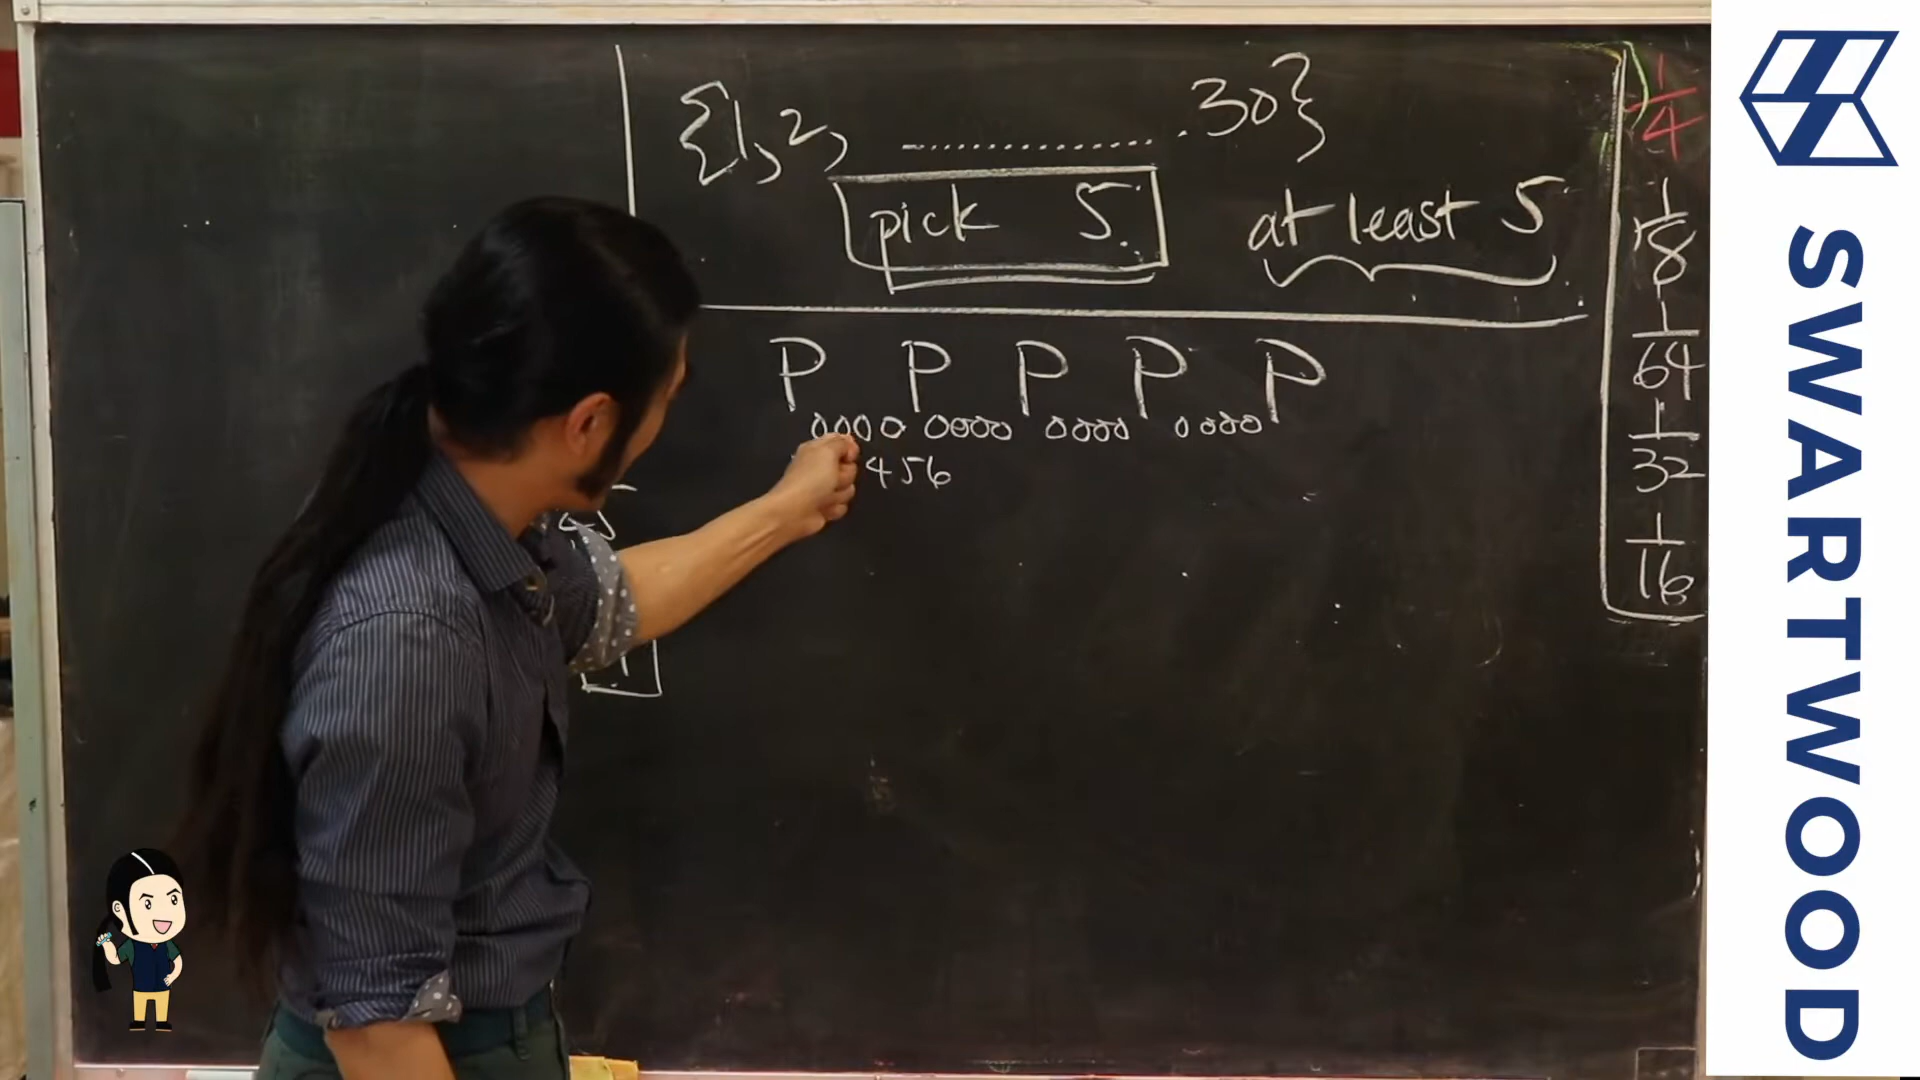 {1, 2, ................ .30}
pick 5
at least 5
P P P P P
0000 0000 0000 0000
456
1/4
1/8
1/64
1/32
1/16
SWARTWOOD